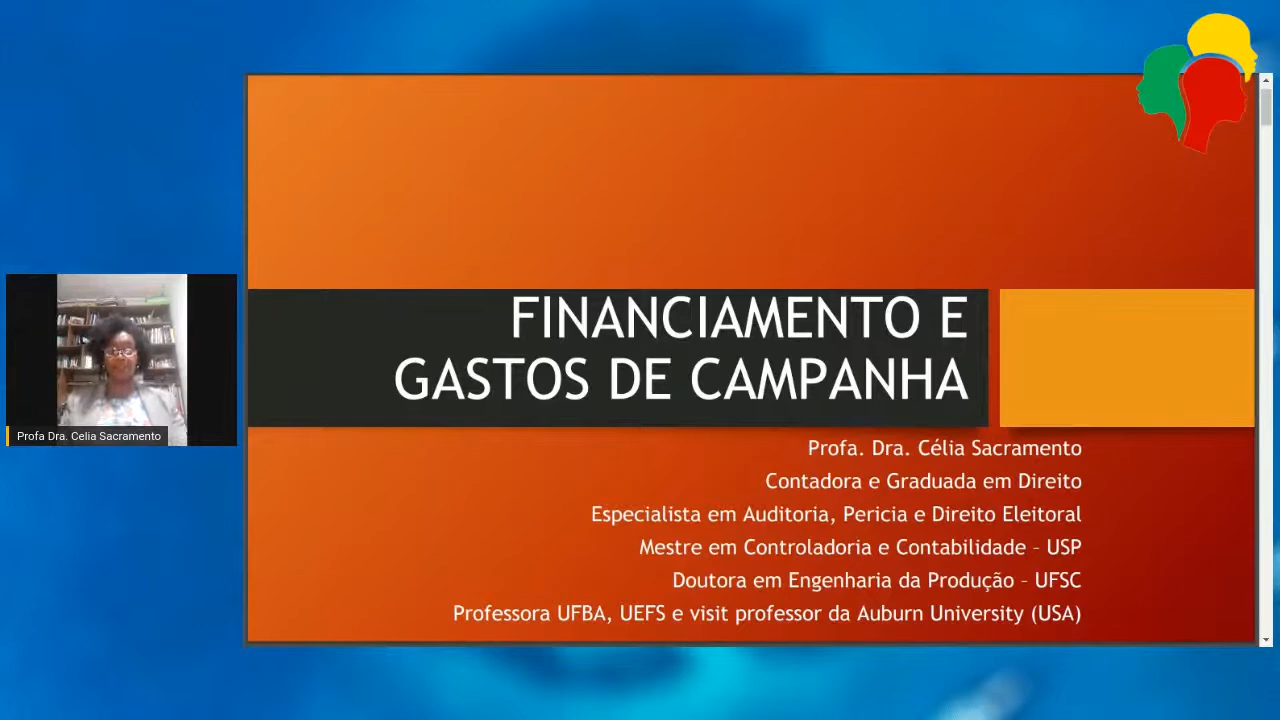 FINANCIAMENTO E
GASTOS DE CAMPANHA
Profa. Dra. Célia Sacramento
Contadora e Graduada em Direito
Especialista em Auditoria, Pericia e Direito Eleitoral
Mestre em Controladoria e Contabilidade – USP
Doutora em Engenharia da Produção – UFSC
Professora UFBA, UEFS e visit professor da Auburn University (USA)
Profa Dra. Celia Sacramento